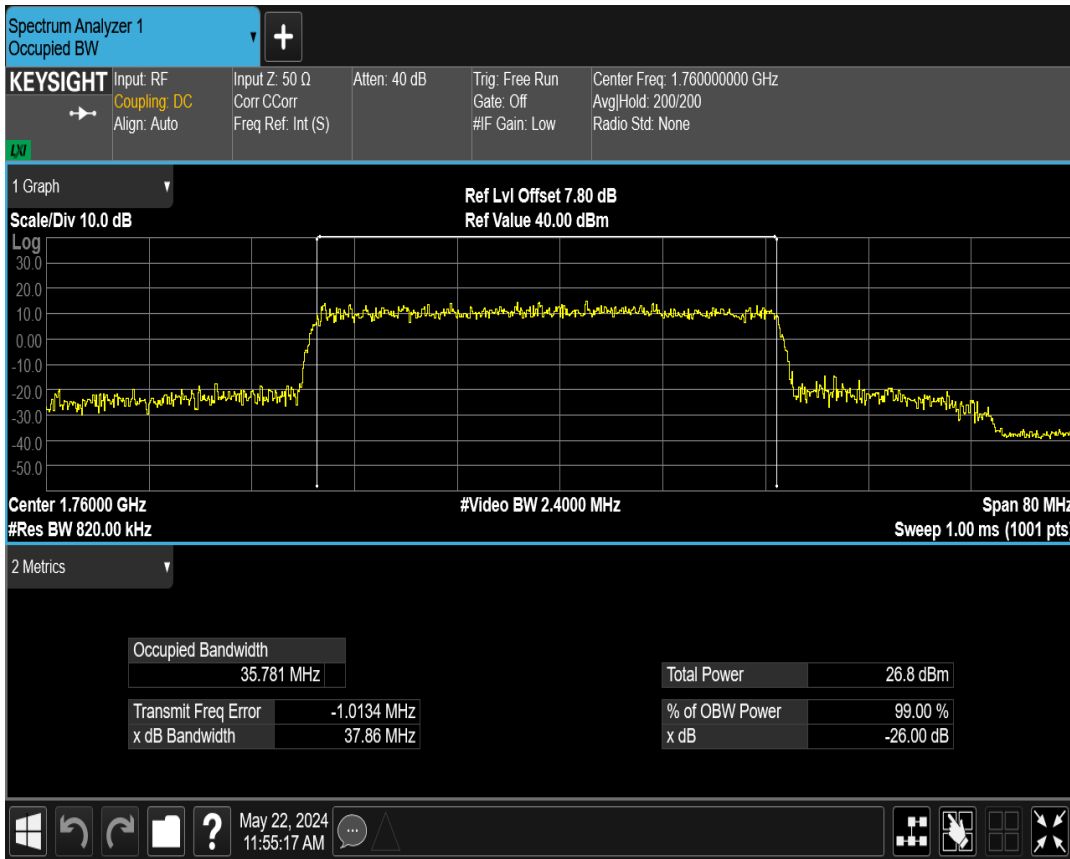 Spectrum Analyzer 1
Occupied BW
+
KEYSIGHT
LXI
Input: RF
Coupling: DC
Align: Auto
Input Z: 50 Ω
Corr CCorr
Freq Ref: Int (S)
Atten: 40 dB
Trig: Free Run
Gate: Off
#IF Gain: Low
Center Freq: 1.760000000 GHz
Avg|Hold: 200/200
Radio Std: None
1 Graph
Scale/Div 10.0 dB
Ref Lvl Offset 7.80 dB
Ref Value 40.00 dBm
Log
30.0
20.0
10.0
0.00
-10.0
-20.0
-30.0
-40.0
-50.0
Center 1.76000 GHz
#Video BW 2.4000 MHz
Span 80 MHz
#Res BW 820.00 kHz
Sweep 1.00 ms (1001 pts)
2 Metrics
Occupied Bandwidth
35.781 MHz
Total Power 26.8 dBm
Transmit Freq Error -1.0134 MHz
% of OBW Power 99.00 %
x dB Bandwidth 37.86 MHz
x dB -26.00 dB
?
May 22, 2024
11:55:17 AM